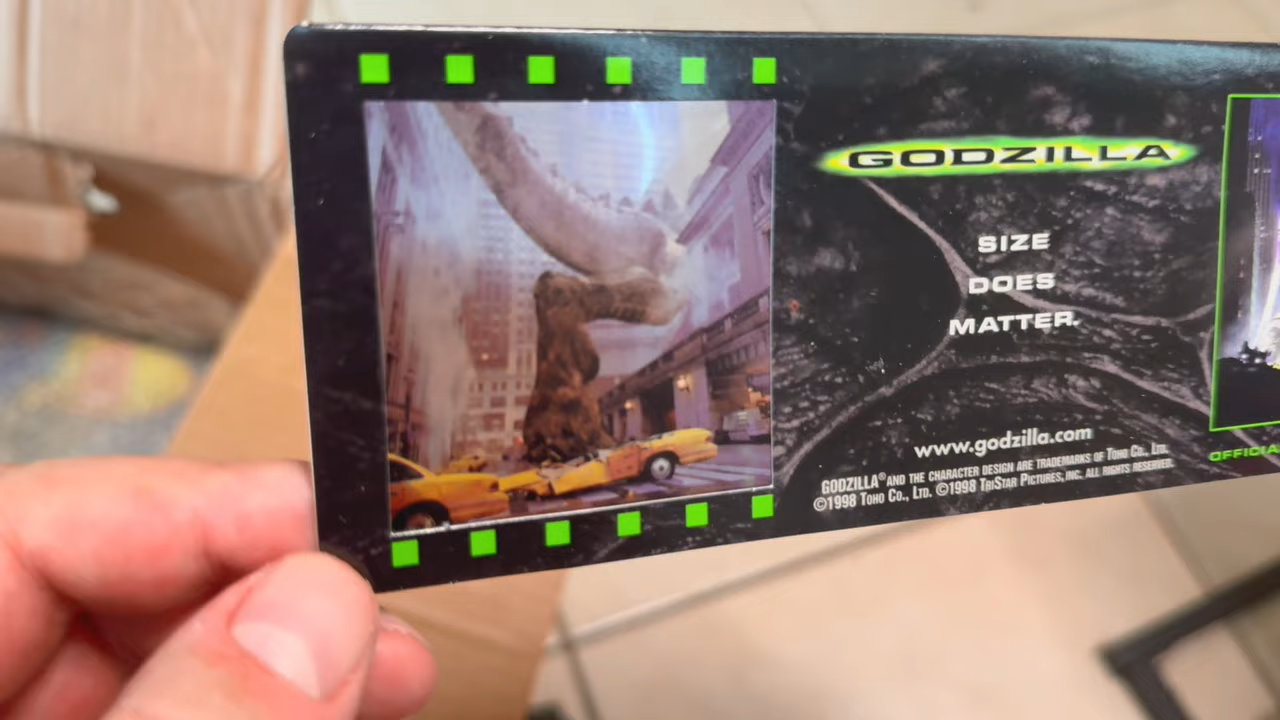 GODZILLA
SIZE
DOES
MATTER.
www.godzilla.com
GODZILLA® AND THE CHARACTER DESIGN ARE TRADEMARKS OF TOHO CO., LTD.
©1998 TOHO CO., LTD. ©1998 TRISTAR PICTURES, INC. ALL RIGHTS RESERVED.